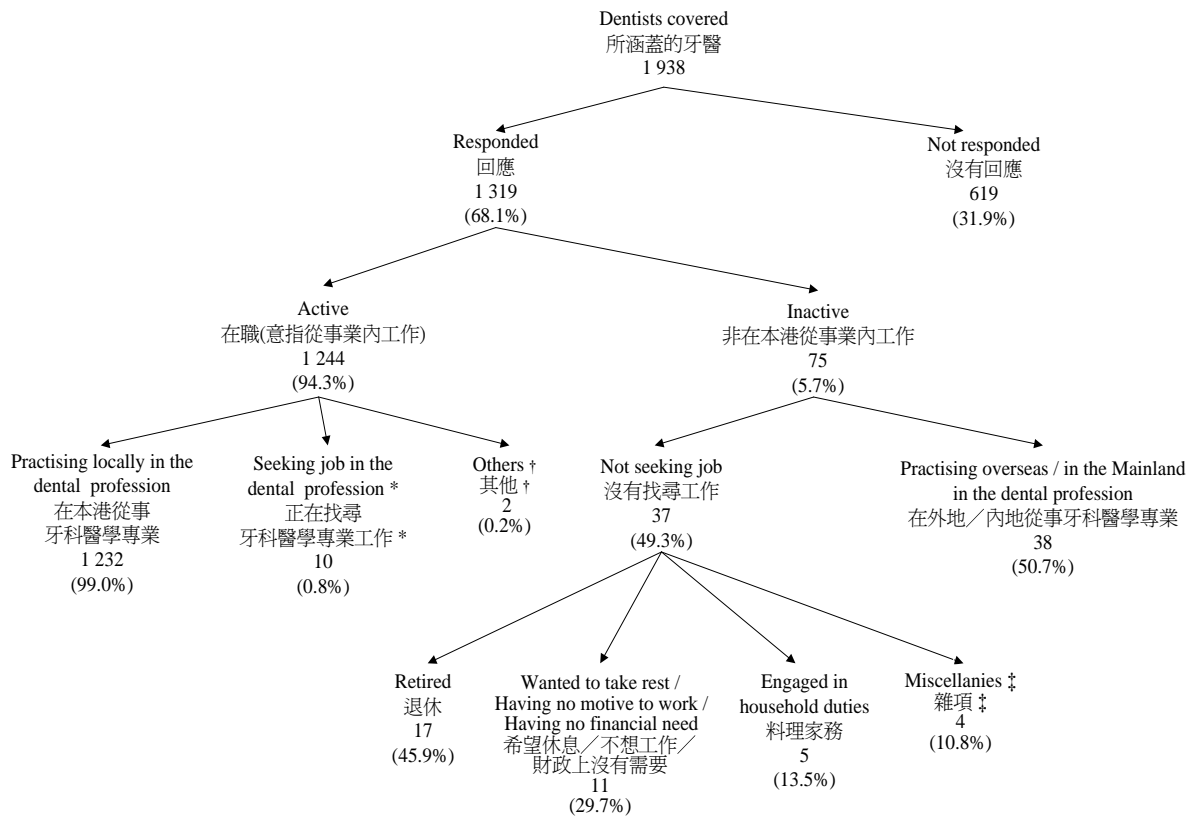 Dentists covered
所涵蓋的牙醫
1 938
Responded
回應
1 319
(68.1%)
Not responded
沒有回應
619
(31.9%)
Active
在職(意指從事業內工作)
1 244
(94.3%)
Inactive
非在本港從事業內工作
75
(5.7%)
Practising locally in the
dental profession
在本港從事
牙科醫學專業
1 232
(99.0%)
Seeking job in the
dental profession *
正在找尋
牙科醫學專業工作 *
10
(0.8%)
Others †
其他 †
2
(0.2%)
Not seeking job
沒有找尋工作
37
(49.3%)
Practising overseas / in the Mainland
in the dental profession
在外地／內地從事牙科醫學專業
38
(50.7%)
Retired
退休
17
(45.9%)
Wanted to take rest /
Having no motive to work /
Having no financial need
希望休息／不想工作／
財政上沒有需要
11
(29.7%)
Engaged in
household duties
料理家務
5
(13.5%)
Miscellanies ‡
雜項 ‡
4
(10.8%)